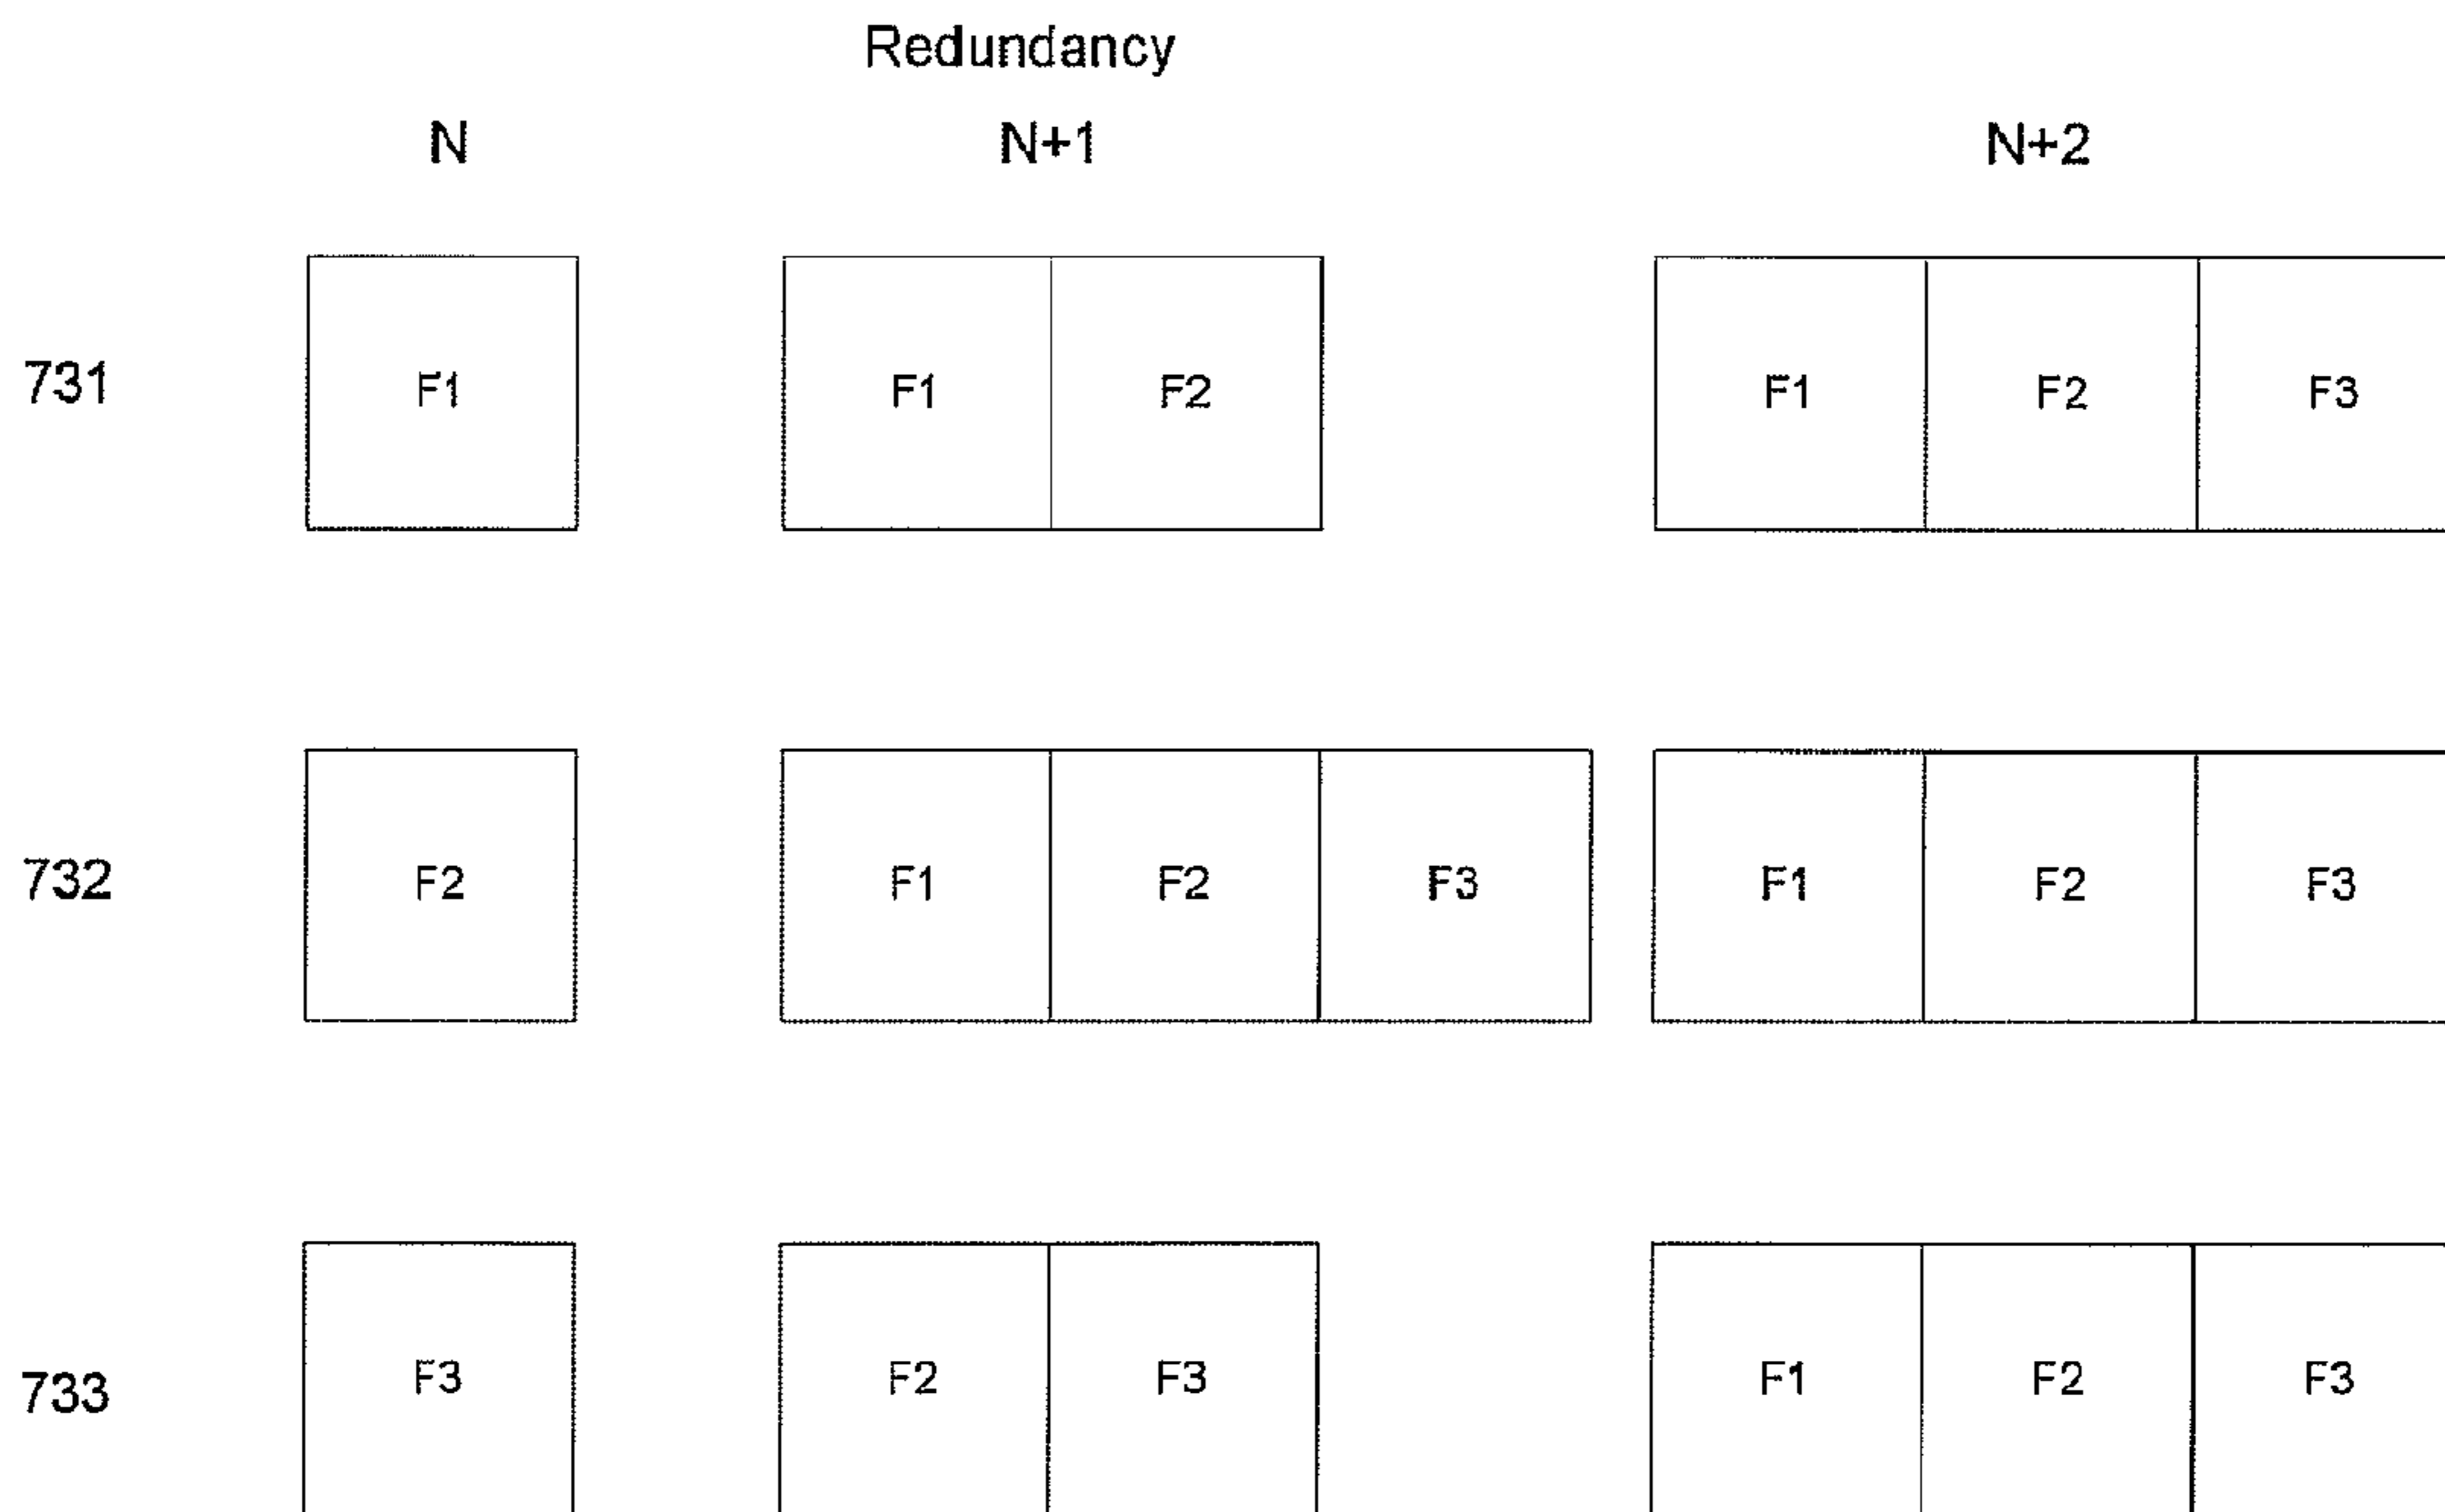 Redundancy
N N+1 N+2
731 F1 F1 F2 F1 F2 F3
732 F2 F1 F2 F3 F1 F2 F3
733 F3 F2 F3 F1 F2 F3